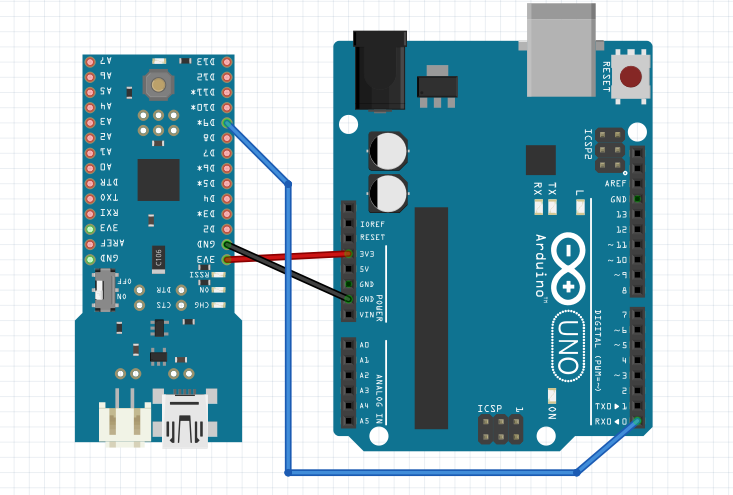 A7
A6
A5
A4
A3
A2
A1
A0
DTR
TXO
RXI
3V3
AREF
GND
D13
D12
D11*
D10*
D9*
D8
D7
D6*
D5*
D4
D3*
D2
GND
3V3
C106
OFF
ON
DTR
CTS
RSSI
ON
CHG
RESET
ICSP2
IOREF
RESET
3V3
5V
GND
GND
VIN
POWER
A0
A1
A2
A3
A4
A5
ANALOG IN
RX
TX
L
Arduino™
UNO
ON
ICSP
1
AREF
GND
13
12
~11
~10
~9
8
7
~6
~5
4
~3
2
TXD▶1
RXD◀0
DIGITAL (PWM=~)